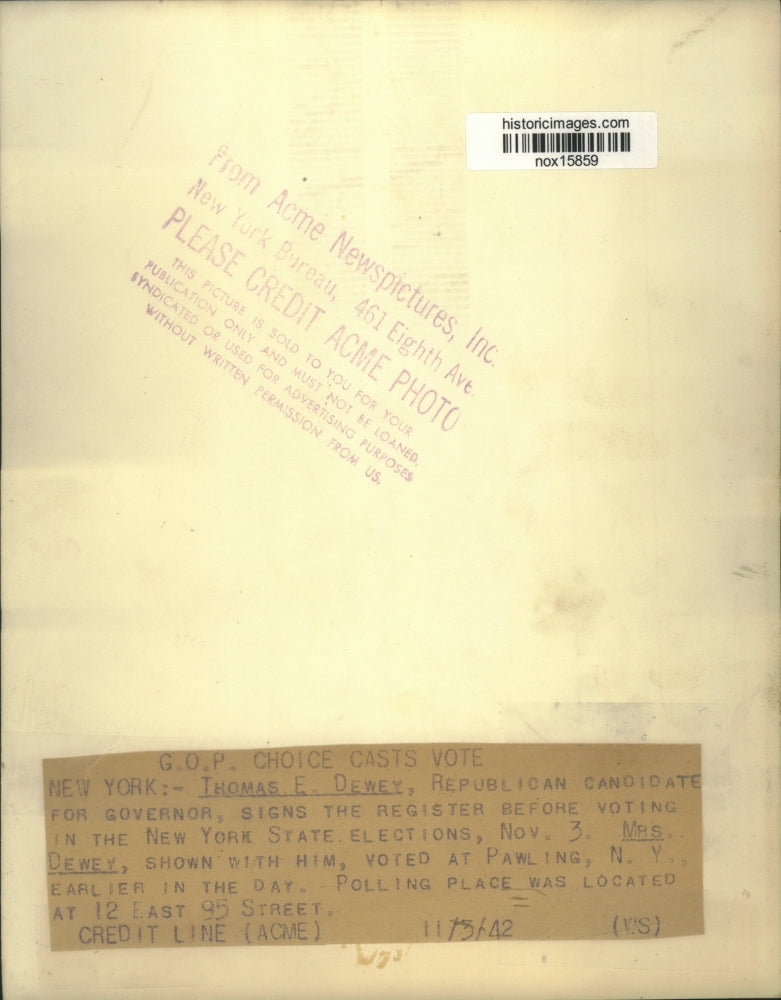 historicimages.com
nox15859
From Acme Newspictures, Inc.
New York Bureau, 461 Eighth Ave.
PLEASE CREDIT ACME PHOTO
THIS PICTURE IS SOLD TO YOU FOR YOUR
PUBLICATION ONLY AND MUST NOT BE LOANED,
SYNDICATED OR USED FOR ADVERTISING PURPOSES
WITHOUT WRITTEN PERMISSION FROM US.
G.O.P. CHOICE CASTS VOTE
NEW YORK:- THOMAS E. DEWEY, REPUBLICAN CANDIDATE
FOR GOVERNOR, SIGNS THE REGISTER BEFORE VOTING
IN THE NEW YORK STATE ELECTIONS, NOV. 3. MRS.
DEWEY, SHOWN WITH HIM, VOTED AT PAWLING, N. Y.,
EARLIER IN THE DAY. POLLING PLACE WAS LOCATED
AT 12 EAST 95 STREET.
CREDIT LINE (ACME) 11/3/42 (WS)